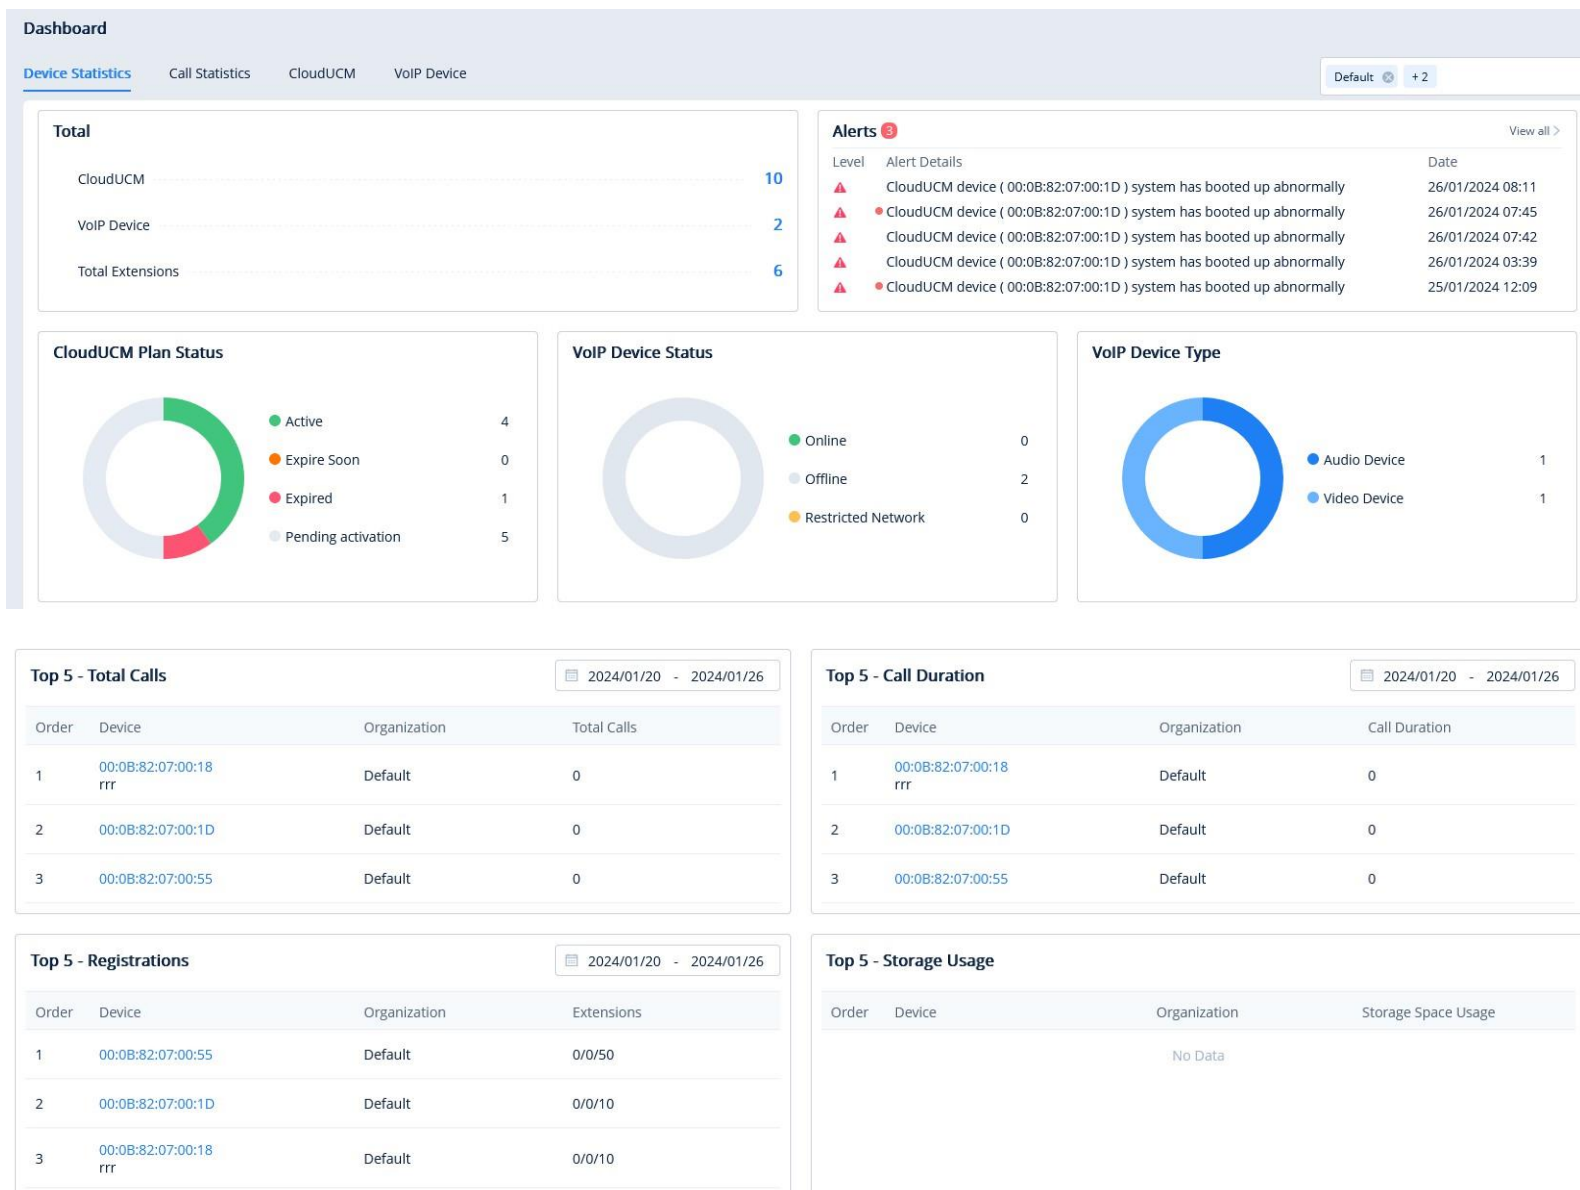 Dashboard
Device Statistics Call Statistics CloudUCM VoIP Device
Default + 2
Total
CloudUCM 10
VoIP Device 2
Total Extensions 6
Alerts 3 View all
Level Alert Details Date
CloudUCM device ( 00:0B:82:07:00:1D ) system has booted up abnormally 26/01/2024 08:11
CloudUCM device ( 00:0B:82:07:00:1D ) system has booted up abnormally 26/01/2024 07:45
CloudUCM device ( 00:0B:82:07:00:1D ) system has booted up abnormally 26/01/2024 07:42
CloudUCM device ( 00:0B:82:07:00:1D ) system has booted up abnormally 26/01/2024 03:39
CloudUCM device ( 00:0B:82:07:00:1D ) system has booted up abnormally 25/01/2024 12:09
CloudUCM Plan Status
Active 4
Expire Soon 0
Expired 1
Pending activation 5
VoIP Device Status
Online 0
Offline 2
Restricted Network 0
VoIP Device Type
Audio Device 1
Video Device 1
Top 5 - Total Calls 2024/01/20 - 2024/01/26
Order Device Organization Total Calls
1 00:0B:82:07:00:18 Default 0
rrr
2 00:0B:82:07:00:1D Default 0
3 00:0B:82:07:00:55 Default 0
Top 5 - Call Duration 2024/01/20 - 2024/01/26
Order Device Organization Call Duration
1 00:0B:82:07:00:18 Default 0
rrr
2 00:0B:82:07:00:1D Default 0
3 00:0B:82:07:00:55 Default 0
Top 5 - Registrations 2024/01/20 - 2024/01/26
Order Device Organization Extensions
1 00:0B:82:07:00:55 Default 0/0/50
2 00:0B:82:07:00:1D Default 0/0/10
3 00:0B:82:07:00:18 Default 0/0/10
rrr
Top 5 - Storage Usage
Order Device Organization Storage Space Usage
No Data